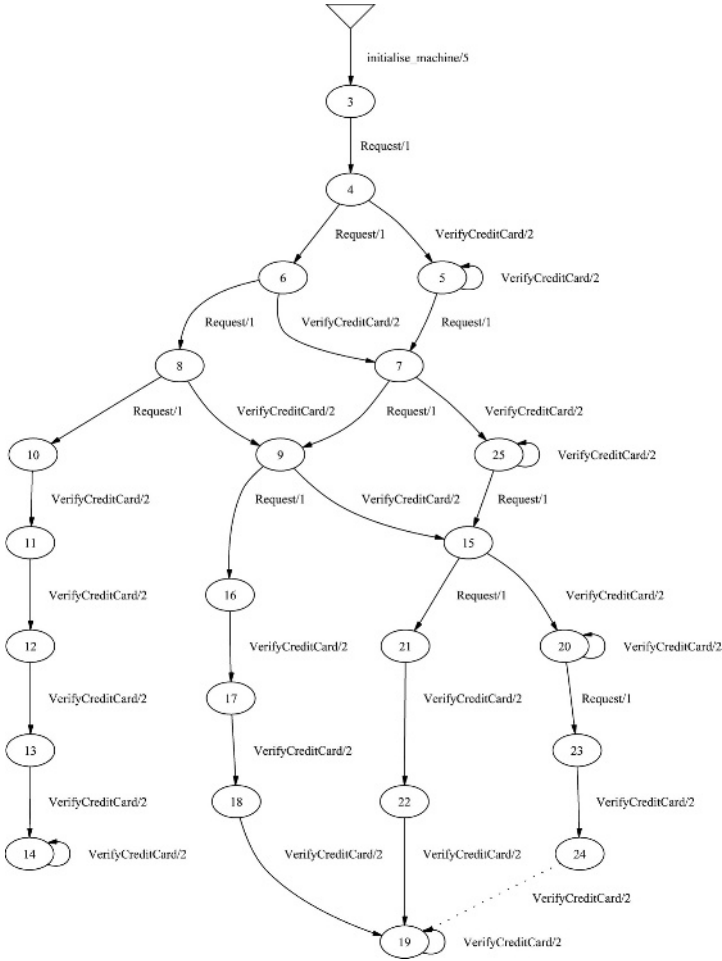 initialise_machine/5
3
Request/1
4
Request/1
VerifyCreditCard/2
6
5
VerifyCreditCard/2
Request/1
VerifyCreditCard/2
Request/1
8
7
Request/1
VerifyCreditCard/2
Request/1
VerifyCreditCard/2
10
9
25
VerifyCreditCard/2
VerifyCreditCard/2
Request/1
VerifyCreditCard/2
Request/1
11
15
16
VerifyCreditCard/2
Request/1
VerifyCreditCard/2
12
VerifyCreditCard/2
21
20
VerifyCreditCard/2
17
VerifyCreditCard/2
VerifyCreditCard/2
Request/1
13
VerifyCreditCard/2
23
VerifyCreditCard/2
18
22
VerifyCreditCard/2
14
VerifyCreditCard/2
VerifyCreditCard/2
VerifyCreditCard/2
24
VerifyCreditCard/2
19
VerifyCreditCard/2